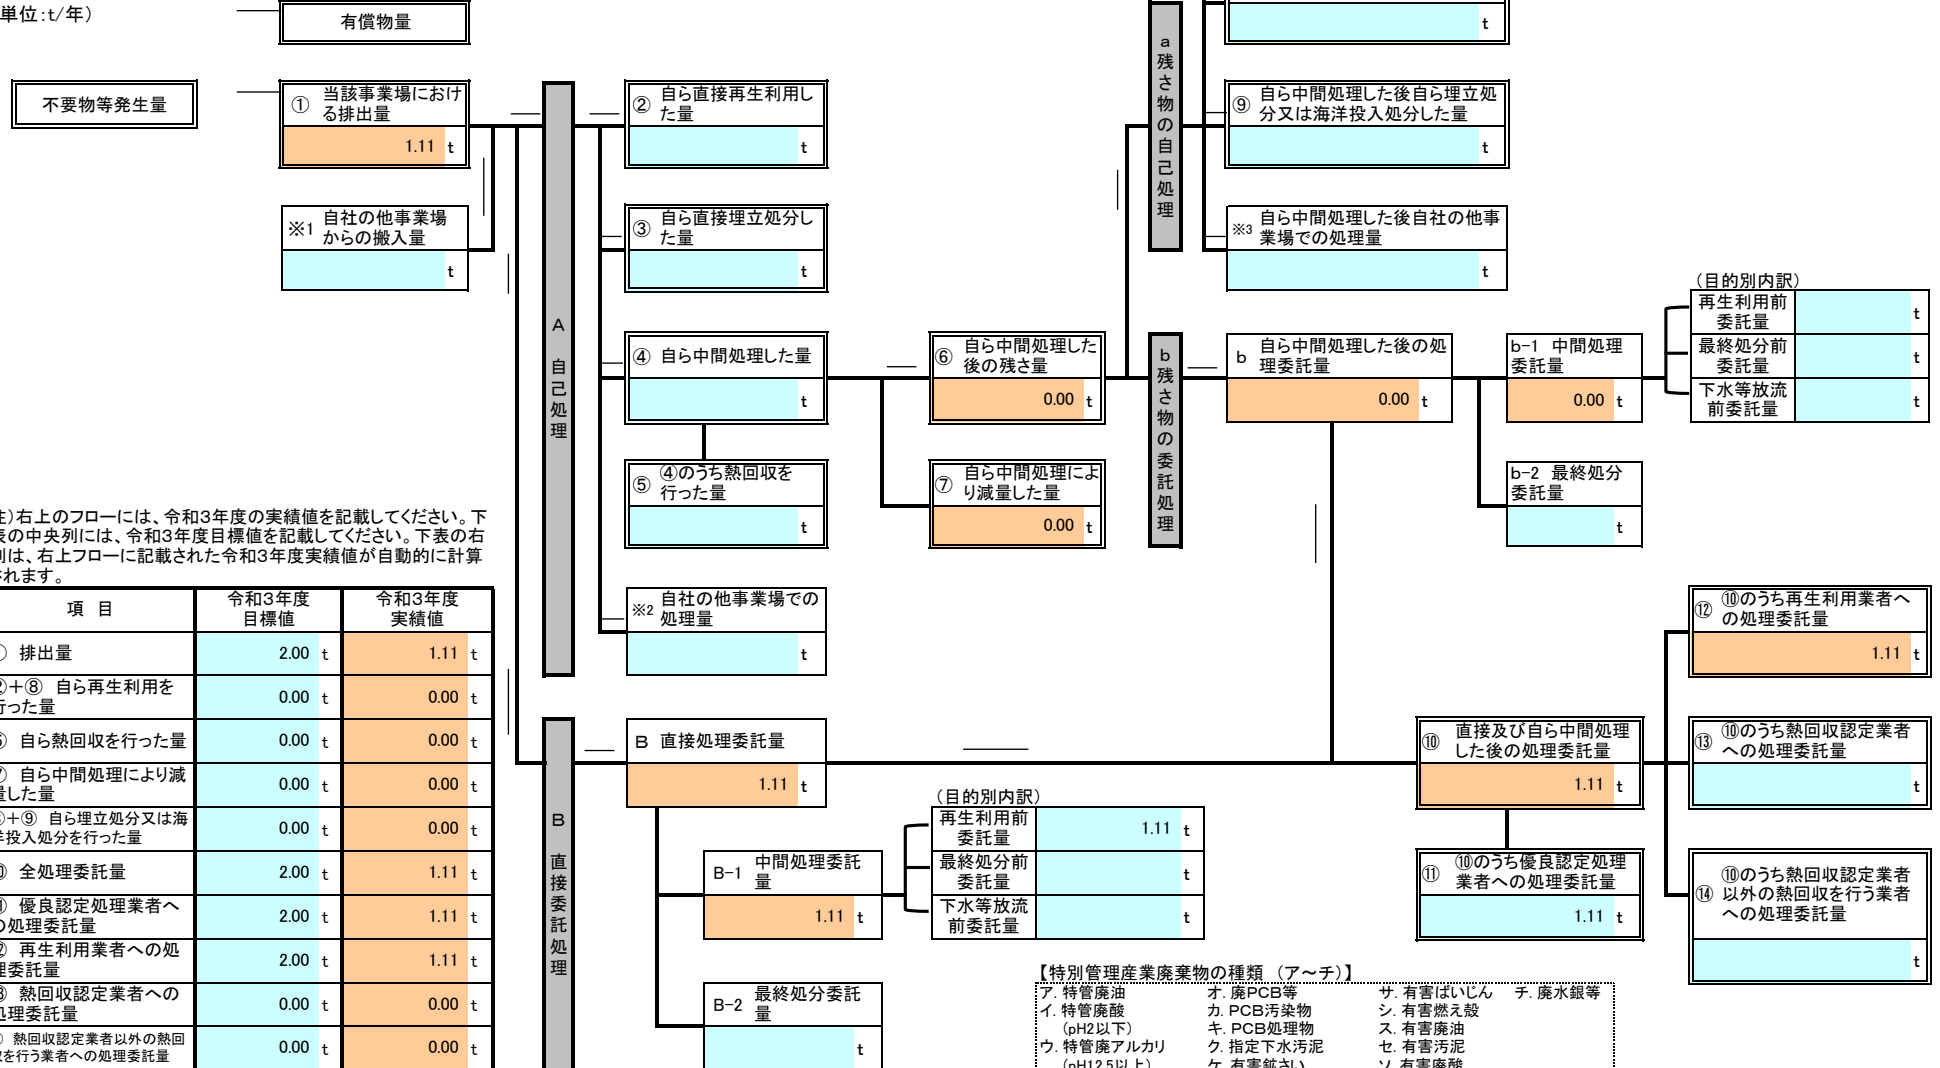 単位:t/年）
有償物量
不要物等発生量
① 当該事業場におけ
る排出量
1.11 t
※1 自社の他事業場
からの搬入量
t
A 自己処理
② 自ら直接再生利用し
た量
t
③ 自ら直接埋立処分し
た量
t
④ 自ら中間処理した量
t
⑤ ④のうち熱回収を
行った量
t
※2 自社の他事業場での
処理量
t
⑥ 自ら中間処理した
後の残さ量
0.00 t
⑦ 自ら中間処理によ
り減量した量
0.00 t
a 残さ物の自己処理
t
⑨ 自ら中間処理した後自ら埋立処
分又は海洋投入処分した量
t
※3 自ら中間処理した後自社の他事
業場での処理量
t
b 残さ物の委託処理
b 自ら中間処理した後の処
理委託量
0.00 t
b-1 中間処理
委託量
0.00 t
（目的別内訳）
再生利用前
委託量
t
最終処分前
委託量
t
下水等放流
前委託量
t
b-2 最終処分
委託量
t
注）右上のフローには、令和3年度の実績値を記載してください。下
表の中央列には、令和3年度目標値を記載してください。下表の右
列は、右上フローに記載された令和3年度実績値が自動的に計算
されます。
項 目 令和3年度
目標値 令和3年度
実績値
① 排出量 2.00 t 1.11 t
②＋⑧ 自ら再生利用を
行った量 0.00 t 0.00 t
⑤ 自ら熱回収を行った量 0.00 t 0.00 t
⑦ 自ら中間処理により減
量した量 0.00 t 0.00 t
③＋⑨ 自ら埋立処分又は海
洋投入処分を行った量 0.00 t 0.00 t
⑩ 全処理委託量 2.00 t 1.11 t
⑪ 優良認定処理業者へ
の処理委託量 2.00 t 1.11 t
⑫ 再生利用業者への処
理委託量 2.00 t 1.11 t
⑬ 熱回収認定業者への
処理委託量 0.00 t 0.00 t
⑭ 熱回収認定業者以外の熱回
収を行う業者への処理委託量 0.00 t 0.00 t
B 直接委託処理
B 直接処理委託量
1.11 t
B-1 中間処理委託
量
1.11 t
（目的別内訳）
再生利用前
委託量
1.11 t
最終処分前
委託量
t
下水等放流
前委託量
t
B-2 最終処分委託
量
t
⑩ 直接及び自ら中間処理
した後の処理委託量
1.11 t
⑪ ⑩のうち優良認定処理
業者への処理委託量
1.11 t
⑫ ⑩のうち再生利用業者へ
の処理委託量
1.11 t
⑬ ⑩のうち熱回収認定業者
への処理委託量
t
⑭ ⑩のうち熱回収認定業者
以外の熱回収を行う業者
への処理委託量
t
【特別管理産業廃棄物の種類 （ア～チ）】
ア. 特管廃油 オ. 廃PCB等 サ. 有害ばいじん チ. 廃水銀等
イ. 特管廃酸 カ. PCB汚染物 シ. 有害燃え殻
（pH2以下） キ. PCB処理物 ス. 有害廃油
ウ. 特管廃アルカリ ク. 指定下水汚泥 セ. 有害汚泥
（pH12.5以上） ケ. 有害鉱さい ソ. 有害廃酸